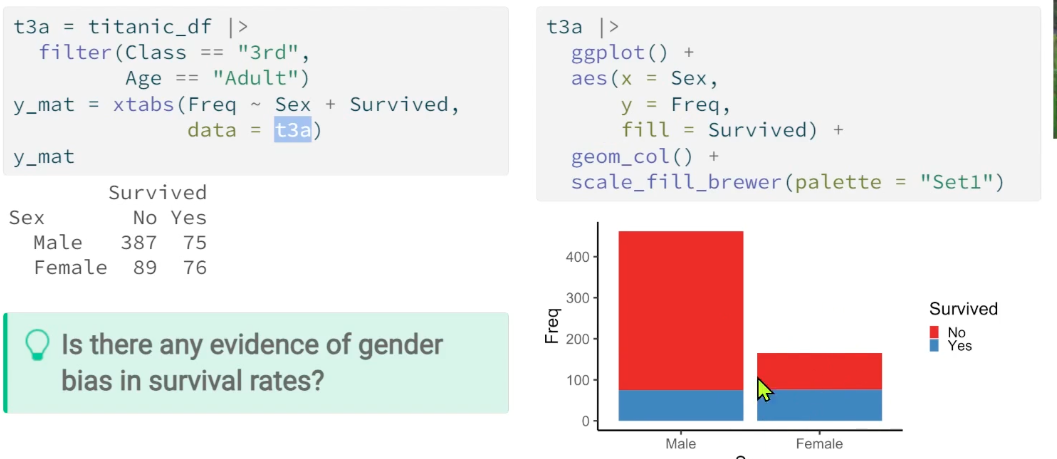 t3a = titanic_df |>
  filter(Class == "3rd",
         Age == "Adult")
y_mat = xtabs(Freq ~ Sex + Survived,
              data = t3a)
y_mat
        Survived
Sex       No Yes
  Male   387  75
  Female  89  76
Is there any evidence of gender
bias in survival rates?
t3a |>
  ggplot() +
  aes(x = Sex,
      y = Freq,
      fill = Survived) +
  geom_col() +
  scale_fill_brewer(palette = "Set1")
400
300
200
100
0
Freq
Male Female
Survived
No
Yes